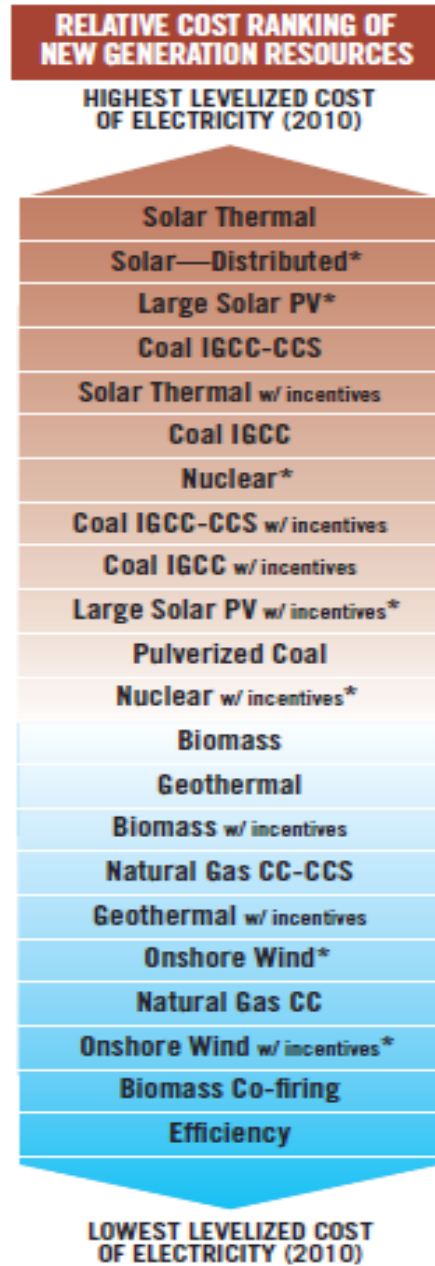 RELATIVE COST RANKING OF
NEW GENERATION RESOURCES
HIGHEST LEVELIZED COST
OF ELECTRICITY (2010)
Solar Thermal
Solar—Distributed*
Large Solar PV*
Coal IGCC-CCS
Solar Thermal w/ incentives
Coal IGCC
Nuclear*
Coal IGCC-CCS w/ incentives
Coal IGCC w/ incentives
Large Solar PV w/ incentives*
Pulverized Coal
Nuclear w/ incentives*
Biomass
Geothermal
Biomass w/ incentives
Natural Gas CC-CCS
Geothermal w/ incentives
Onshore Wind*
Natural Gas CC
Onshore Wind w/ incentives*
Biomass Co-firing
Efficiency
LOWEST LEVELIZED COST
OF ELECTRICITY (2010)